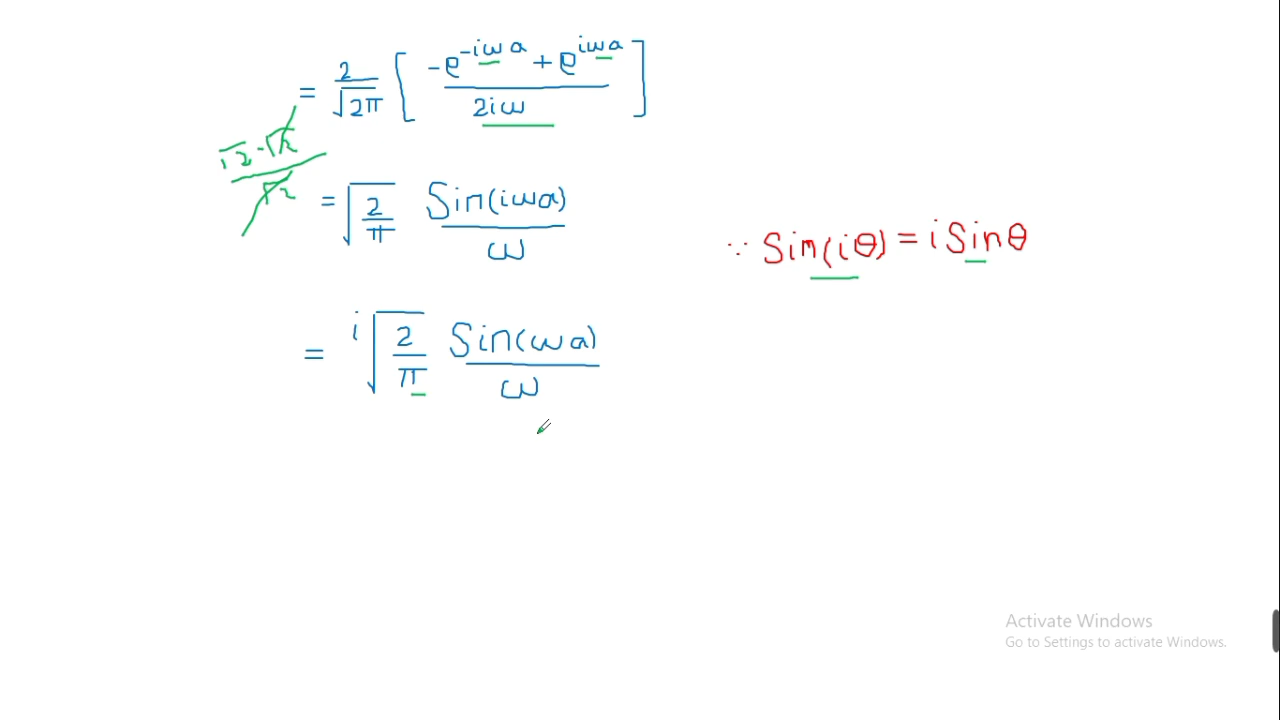 = 2/√2π [ (-e^{-iωa} + e^{iωa}) / 2iω ]
√2·√2 / √2
= √(2/π) Sin(iωa) / ω
∵ Sin(iθ) = i Sinθ
= i √(2/π) Sin(ωa) / ω
Activate Windows
Go to Settings to activate Windows.